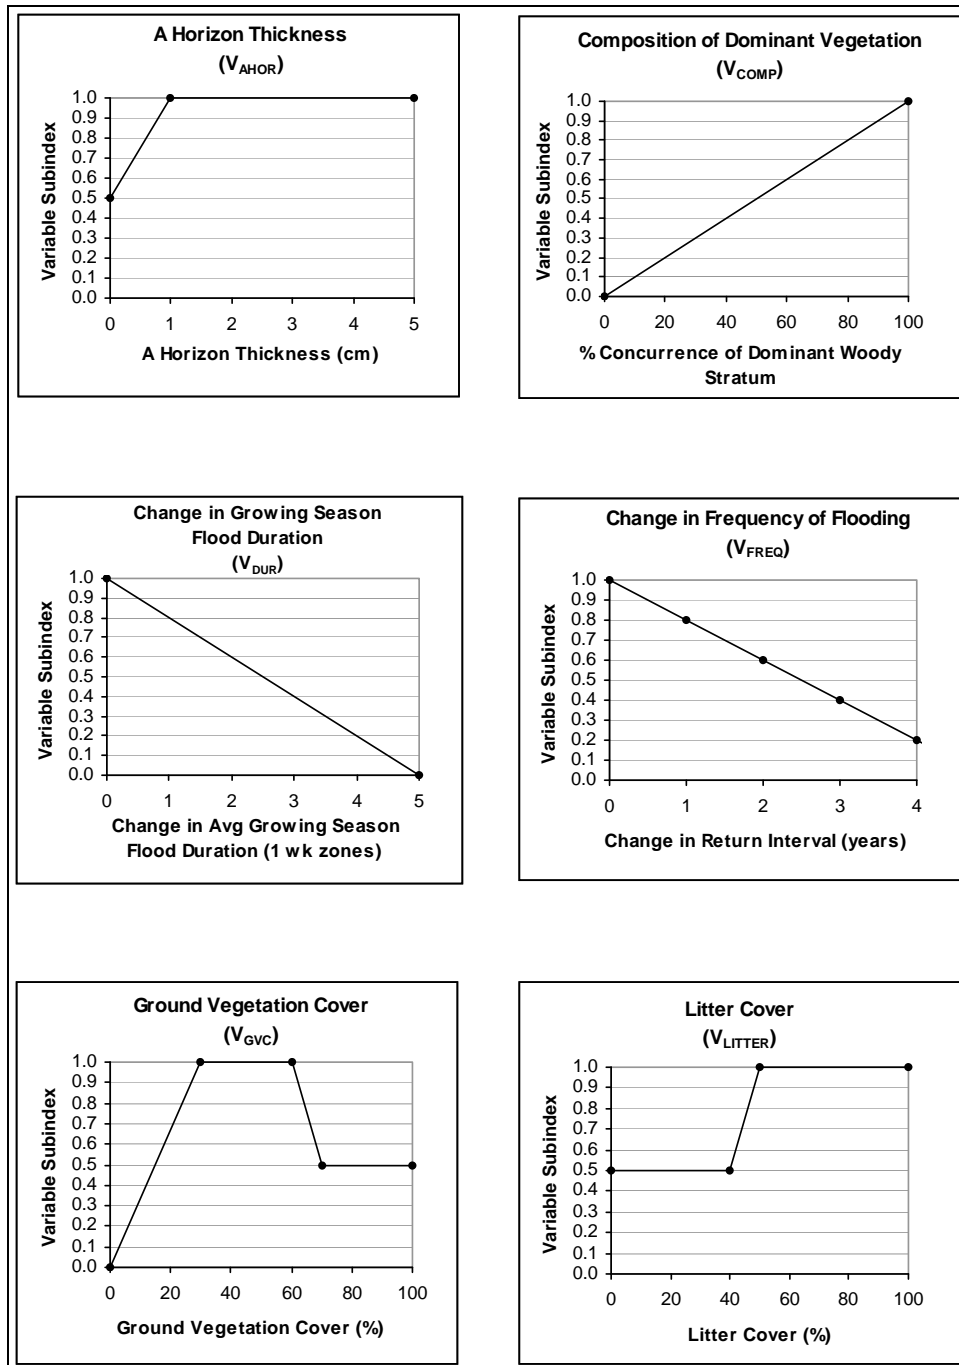 A Horizon Thickness
(V_AHOR)
Variable Subindex
1.0
0.9
0.8
0.7
0.6
0.5
0.4
0.3
0.2
0.1
0.0
0 1 2 3 4 5
A Horizon Thickness (cm)
Composition of Dominant Vegetation
(V_COMP)
Variable Subindex
1.0
0.9
0.8
0.7
0.6
0.5
0.4
0.3
0.2
0.1
0.0
0 20 40 60 80 100
% Concurrence of Dominant Woody
Stratum
Change in Growing Season
Flood Duration
(V_DUR)
Variable Subindex
1.0
0.9
0.8
0.7
0.6
0.5
0.4
0.3
0.2
0.1
0.0
0 1 2 3 4 5
Change in Avg Growing Season
Flood Duration (1 wk zones)
Change in Frequency of Flooding
(V_FREQ)
Variable Subindex
1.0
0.9
0.8
0.7
0.6
0.5
0.4
0.3
0.2
0.1
0.0
0 1 2 3 4
Change in Return Interval (years)
Ground Vegetation Cover
(V_GVC)
Variable Subindex
1.0
0.9
0.8
0.7
0.6
0.5
0.4
0.3
0.2
0.1
0.0
0 20 40 60 80 100
Ground Vegetation Cover (%)
Litter Cover
(V_LITTER)
Variable Subindex
1.0
0.9
0.8
0.7
0.6
0.5
0.4
0.3
0.2
0.1
0.0
0 20 40 60 80 100
Litter Cover (%)